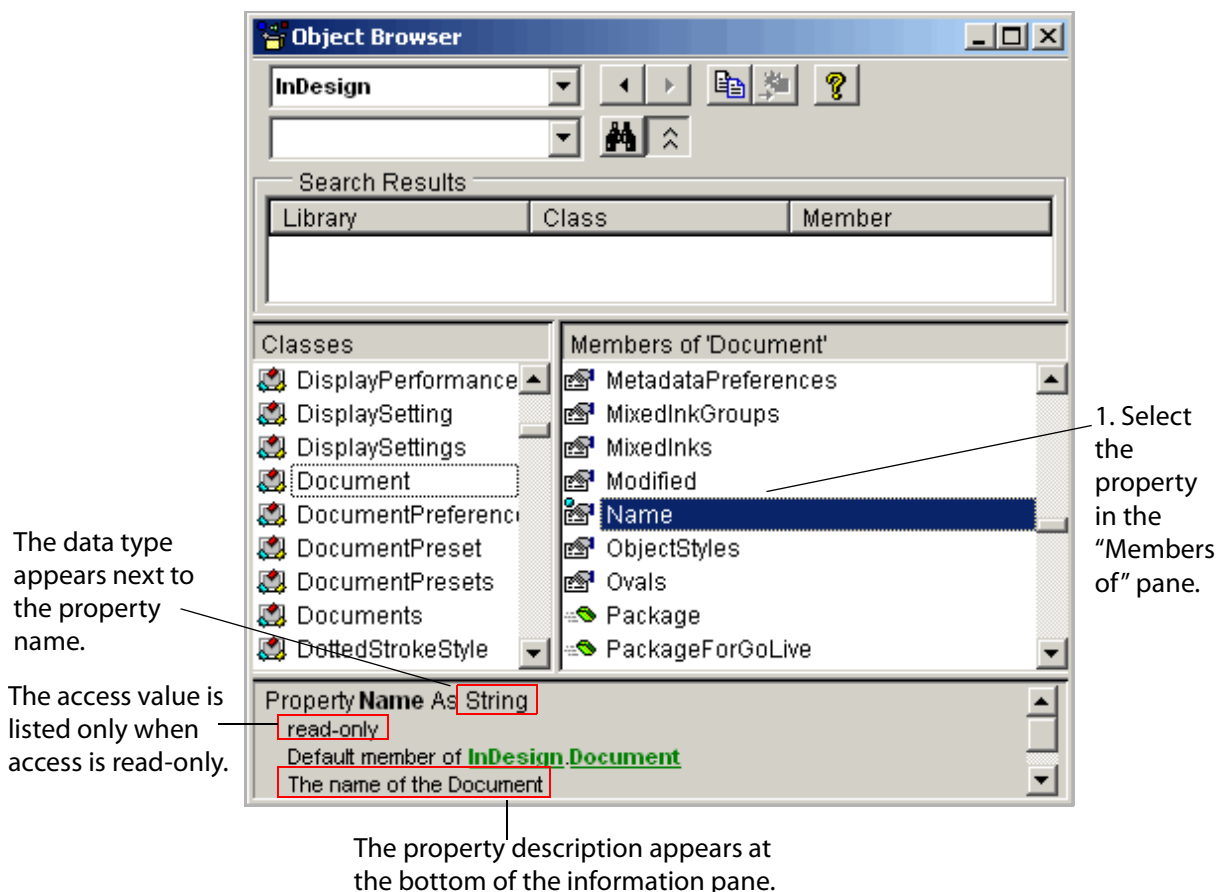 Object Browser
InDesign
Search Results
Library Class Member
Classes
DisplayPerformance
DisplaySetting
DisplaySettings
Document
DocumentPreferenc
DocumentPreset
DocumentPresets
Documents
DottedStrokeStyle
Members of 'Document'
MetadataPreferences
MixedInkGroups
MixedInks
Modified
Name
ObjectStyles
Ovals
Package
PackageForGoLive
1. Select
the
property
in the
“Members
of” pane.
The data type
appears next to
the property
name.
The access value is
listed only when
access is read-only.
Property Name As String
read-only
Default member of InDesign.Document
The name of the Document
The property description appears at
the bottom of the information pane.